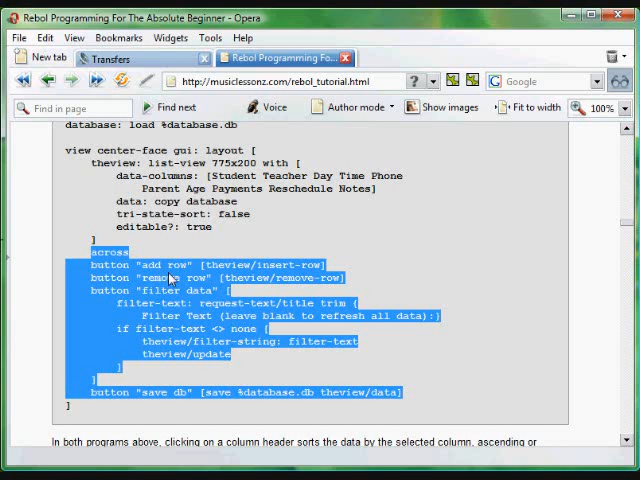 Rebol Programming For The Absolute Beginner - Opera
File Edit View Bookmarks Widgets Tools Help
New tab Transfers Rebol Programming Fo...
http://musiclessonz.com/rebol_tutorial.html ? Google
Find in page Find next Voice Author mode Show images Fit to width 100%
database: load %database.db
view center-face gui: layout [
theview: list-view 775x200 with [
data-columns: [Student Teacher Day Time Phone
Parent Age Payments Reschedule Notes]
data: copy database
tri-state-sort: false
editable?: true
]
across
button "add row" [theview/insert-row]
button "remove row" [theview/remove-row]
button "filter data" [
filter-text: request-text/title trim {
Filter Text (leave blank to refresh all data):}
if filter-text <> none [
theview/filter-string: filter-text
theview/update
]
]
button "save db" [save %database.db theview/data]
]
In both programs above, clicking on a column header sorts the data by the selected column, ascending or